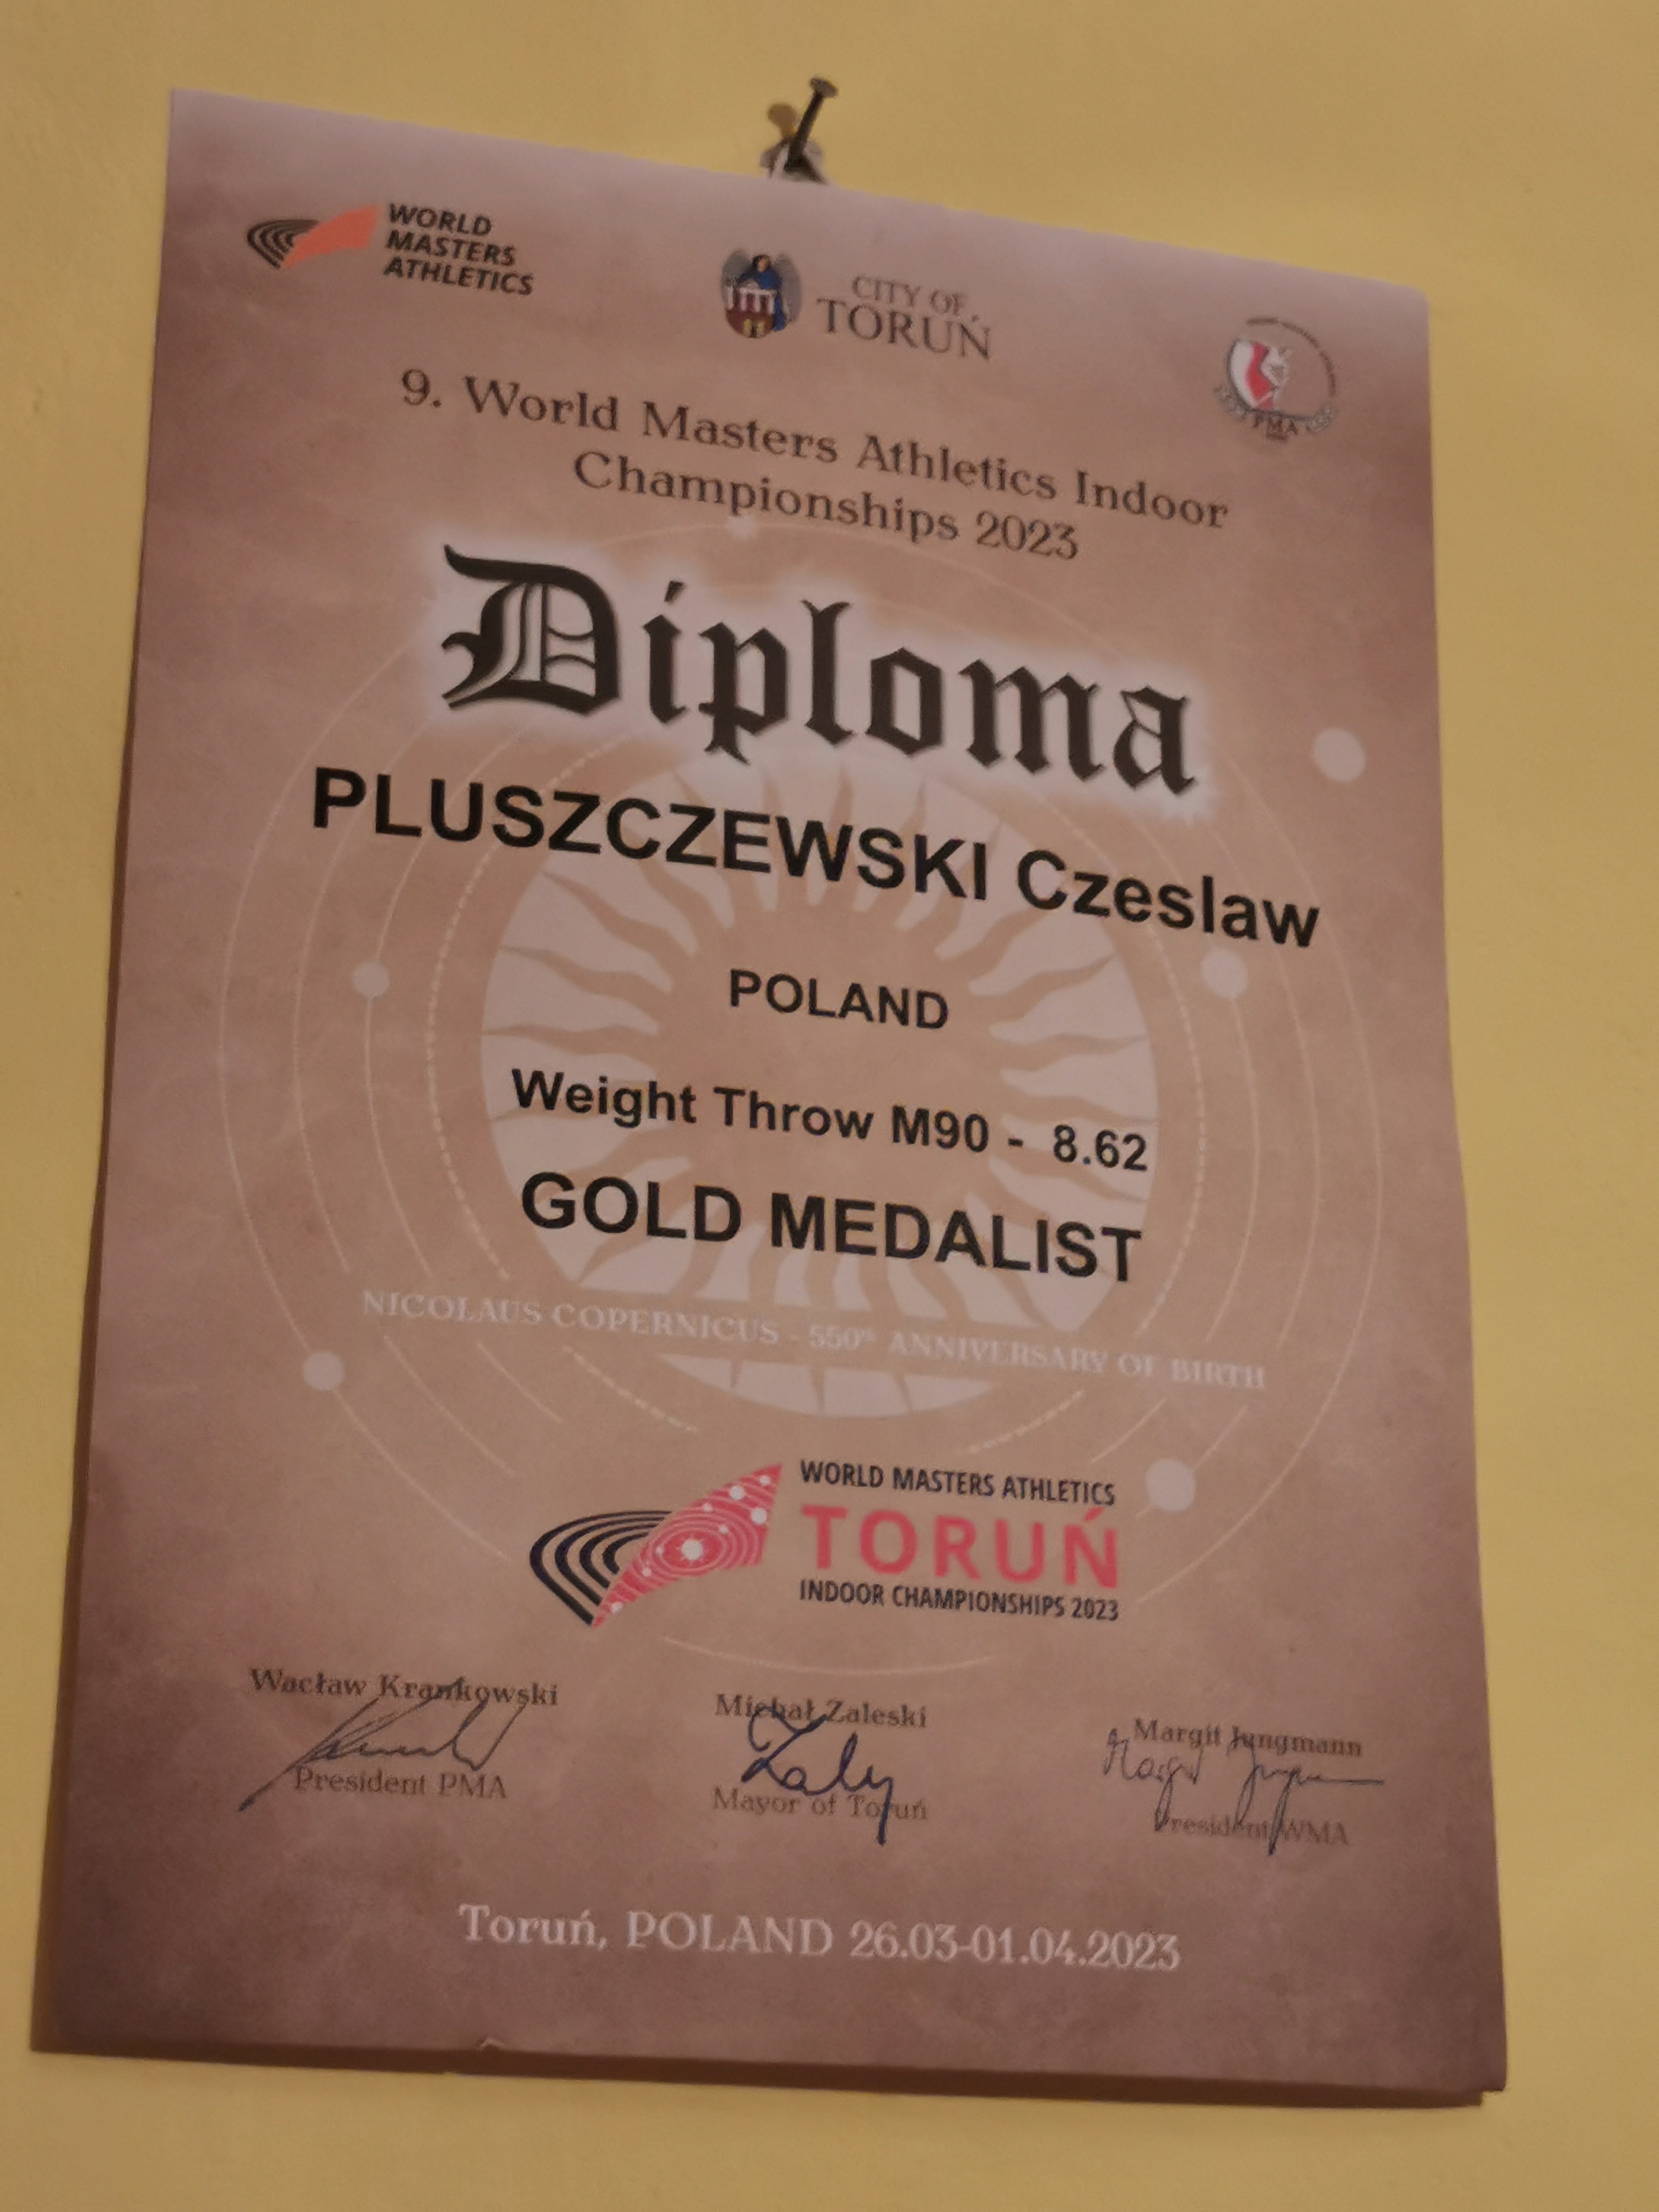 WORLD
MASTERS
ATHLETICS
CITY OF
TORUŃ
PMA
9. World Masters Athletics Indoor
Championships 2023
Diploma
PLUSZCZEWSKI Czeslaw
POLAND
Weight Throw M90 - 8.62
GOLD MEDALIST
NICOLAUS COPERNICUS - 550th ANNIVERSARY OF BIRTH
WORLD MASTERS ATHLETICS
TORUŃ
INDOOR CHAMPIONSHIPS 2023
Wacław Krankowski
President PMA
Michał Zaleski
Mayor of Toruń
Margit Jungmann
President WMA
Toruń, POLAND 26.03-01.04.2023